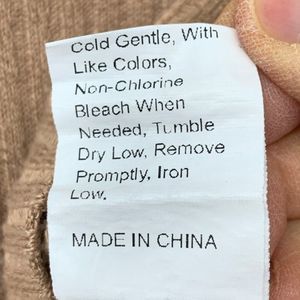 Cold Gentle, With
Like Colors,
Non-Chlorine
Bleach When
Needed, Tumble
Dry Low, Remove
Promptly, Iron
Low.
MADE IN CHINA